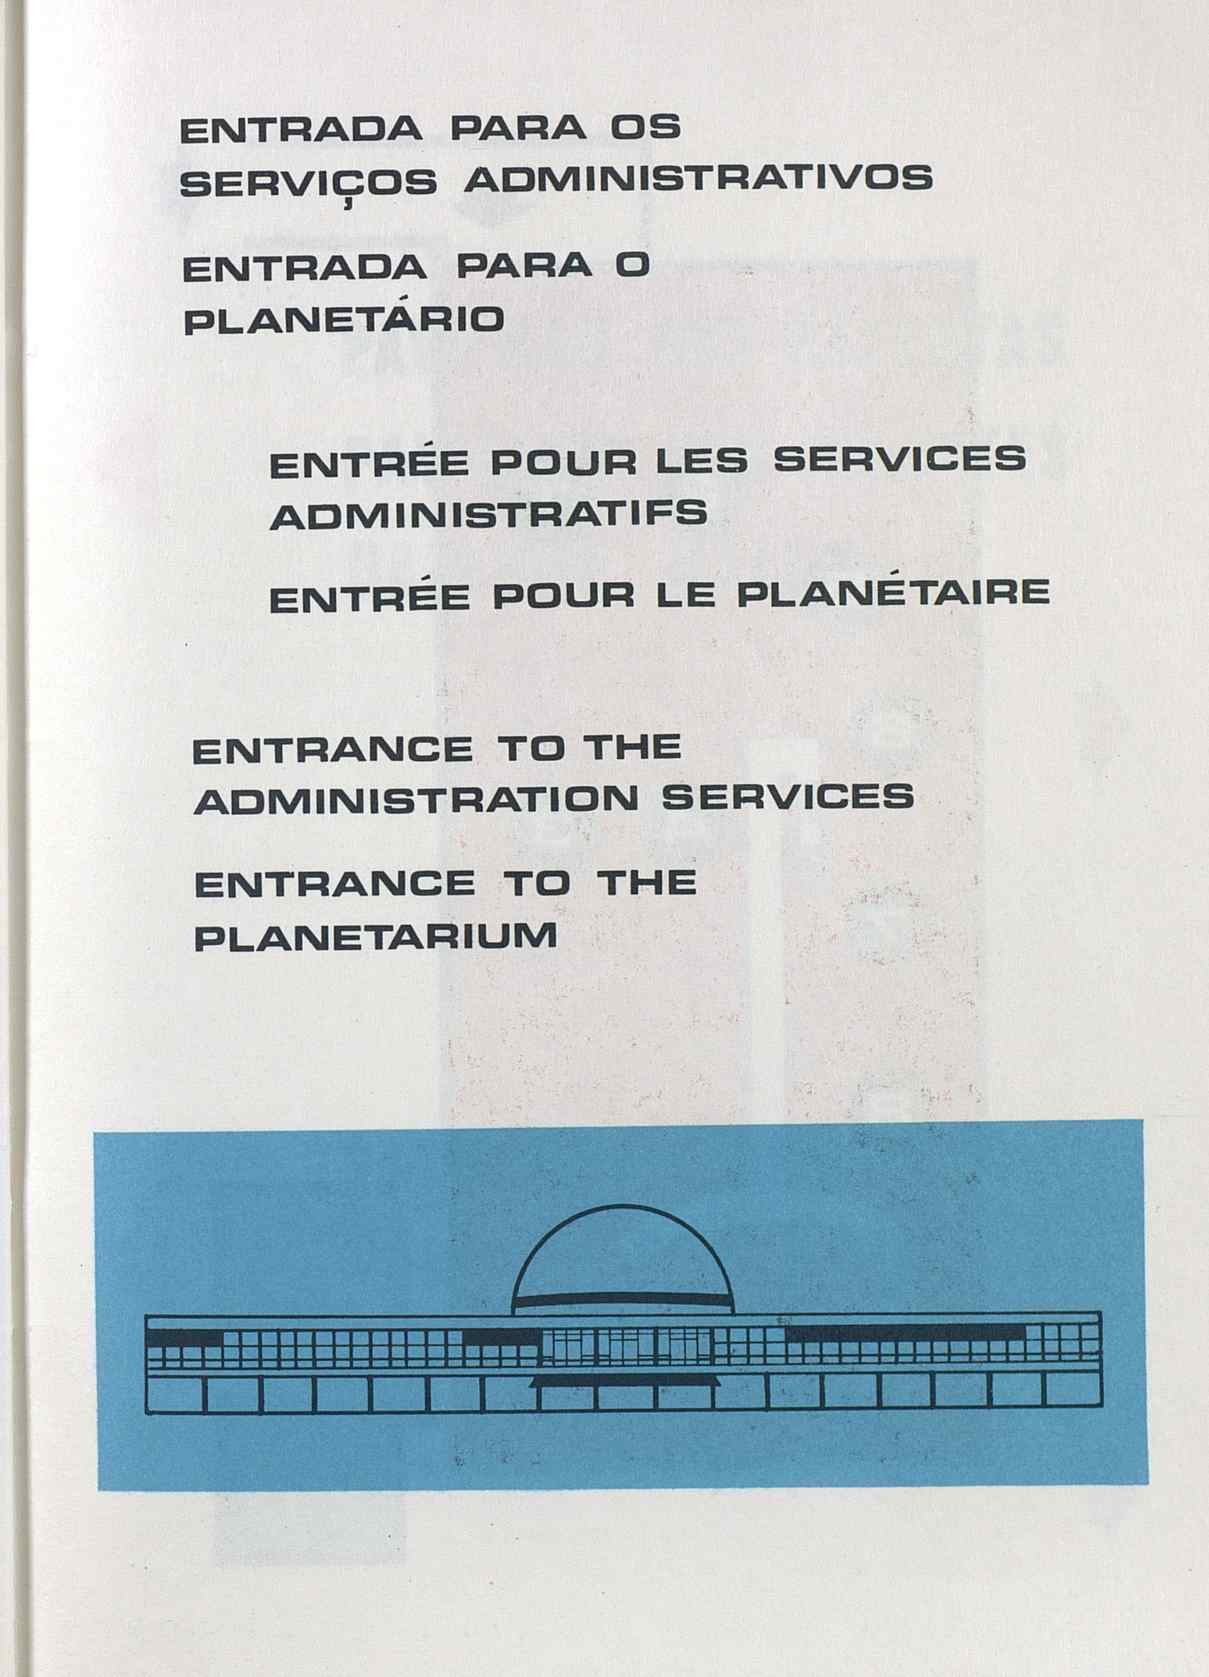 ENTRADA PARA OS
SERVIÇOS ADMINISTRATIVOS
ENTRADA PARA O
PLANETÁRIO
ENTRÉE POUR LES SERVICES
ADMINISTRATIFS
ENTRÉE POUR LE PLANÉTAIRE
ENTRANCE TO THE
ADMINISTRATION SERVICES
ENTRANCE TO THE
PLANETARIUM